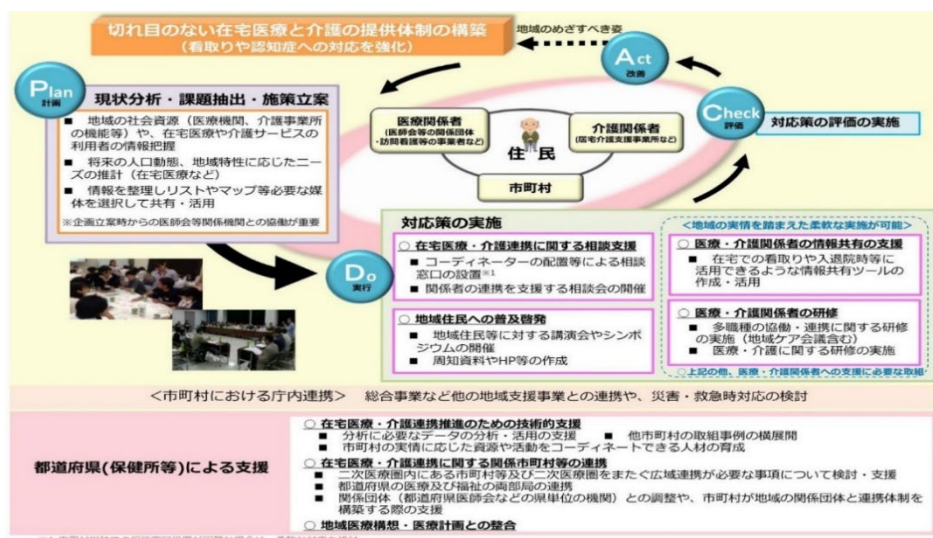 切れ目のない在宅医療と介護の提供体制の構築
（看取りや認知症への対応を強化）
地域のめざすべき姿
Act
改善
Plan
計画
現状分析・課題抽出・施策立案
■ 地域の社会資源（医療機関、介護事業所
の機能等）や、在宅医療や介護サービスの
利用者の情報把握
■ 将来の人口動態、地域特性に応じたニー
ズの推計（在宅医療など）
■ 情報を整理しリストやマップ等必要な媒
体を選択して共有・活用
※企画立案時からの医師会等関係機関との協働が重要
医療関係者
（医師会等の関係団体
・訪問看護等の事業者など）
介護関係者
（居宅介護支援事業所など）
住民
市町村
Check
評価
対応策の評価の実施
Do
実行
対応策の実施
○ 在宅医療・介護連携に関する相談支援
■ コーディネーターの配置等による相談
窓口の設置※1
■ 関係者の連携を支援する相談会の開催
○ 地域住民への普及啓発
■ 地域住民等に対する講演会やシンポ
ジウムの開催
■ 周知資料やHP等の作成
＜地域の実情を踏まえた柔軟な実施が可能＞
○ 医療・介護関係者の情報共有の支援
■ 在宅での看取りや入退院時等に
活用できるような情報共有ツールの
作成・活用
○ 医療・介護関係者の研修
■ 多職種の協働・連携に関する研修
の実施（地域ケア会議含む）
■ 医療・介護に関する研修の実施
○上記の他、医療・介護関係者への支援に必要な取組
＜市町村における庁内連携＞ 総合事業など他の地域支援事業との連携や、災害・救急時対応の検討
都道府県(保健所等)による支援
○ 在宅医療・介護連携推進のための技術的支援
■ 分析に必要なデータの分析・活用の支援 ■ 他市町村の取組事例の横展開
■ 市町村の実情に応じた資源や活動をコーディネートできる人材の育成
○ 在宅医療・介護連携に関する関係市町村等の連携
■ 二次医療圏内にある市町村等及び二次医療圏をまたぐ広域連携が必要な事項について検討・支援
■ 都道府県の医療及び福祉の両部局の連携
■ 関係団体（都道府県医師会などの県単位の機関）との調整や、市町村が地域の関係団体と連携体制を
構築する際の支援
○ 地域医療構想・医療計画との整合